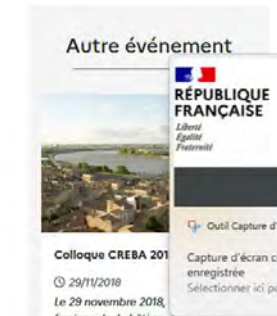 Autre événement
RÉPUBLIQUE
FRANÇAISE
Liberté
Égalité
Fraternité
Outil Capture d'
Capture d'écran c
enregistrée
Sélectionner ici p
Colloque CREBA 201
29/11/2018
Le 29 novembre 2018,